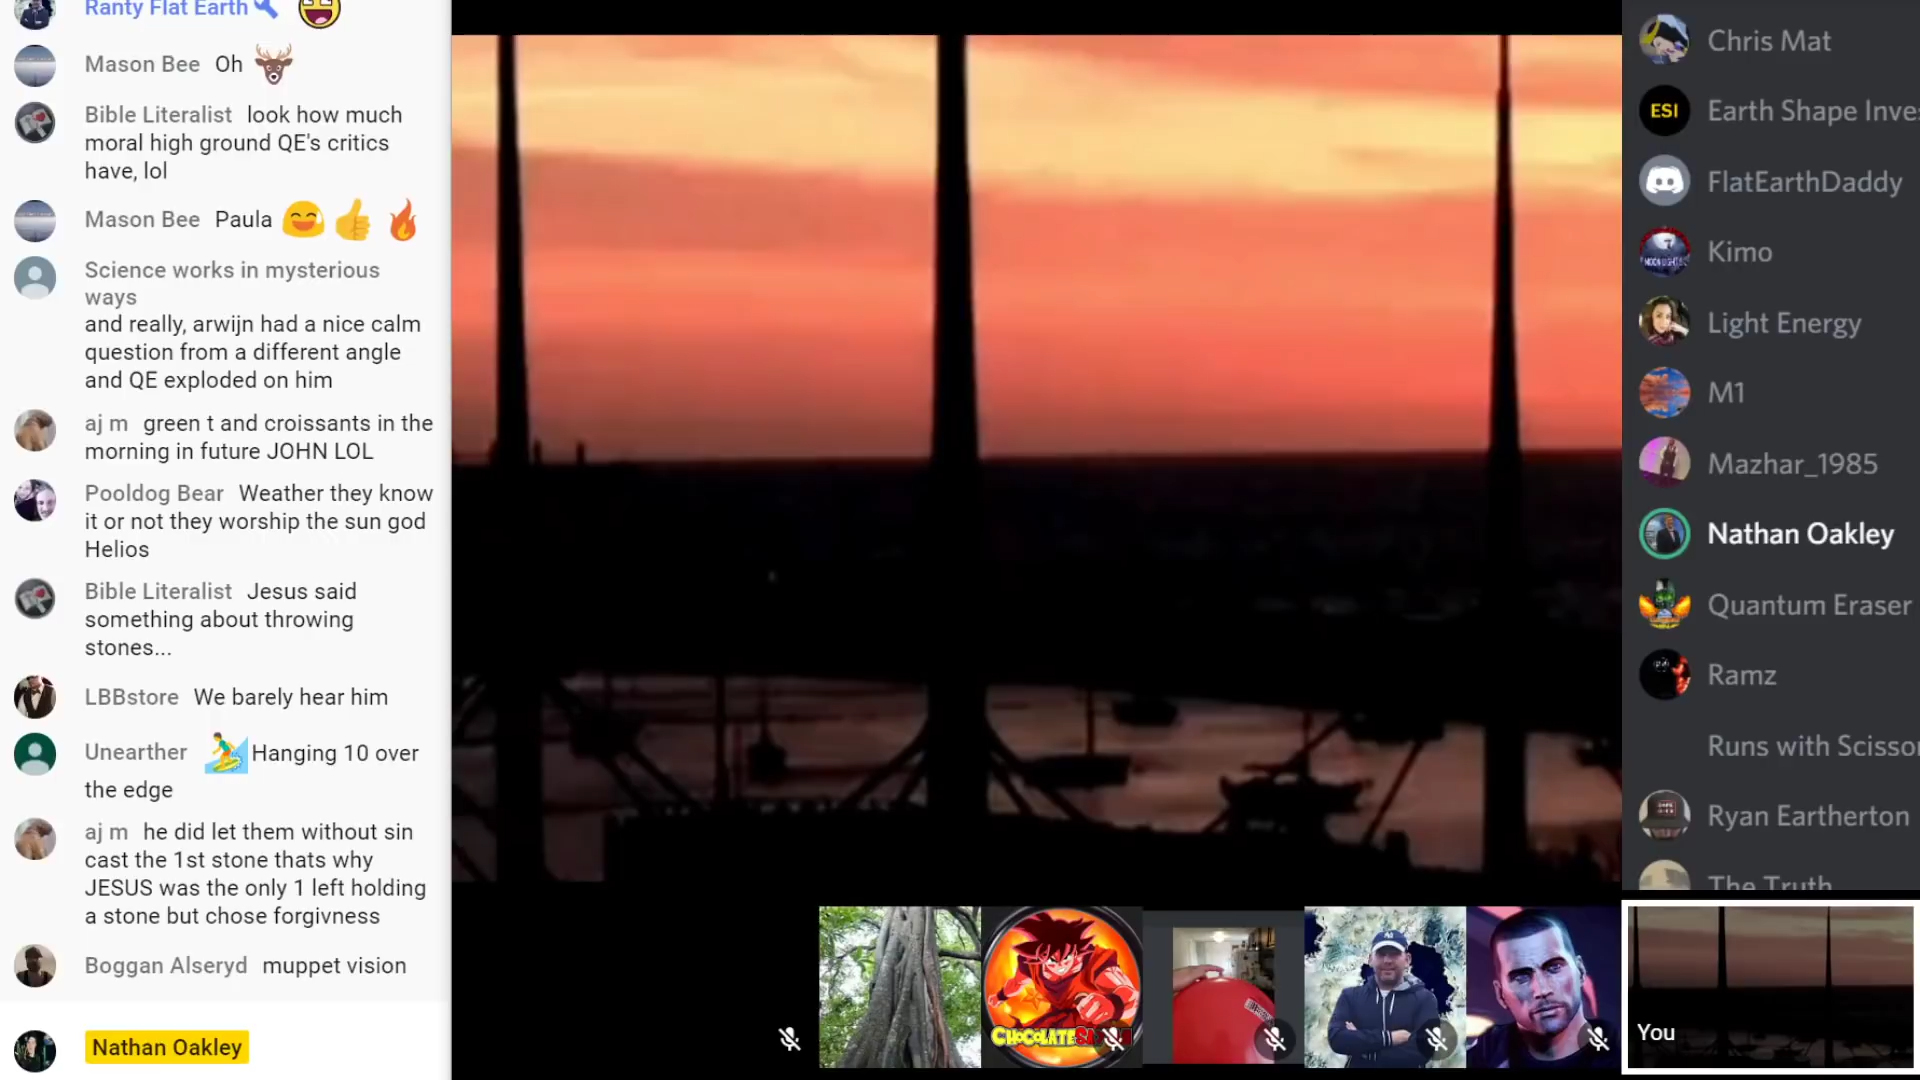 Ranty Flat Earth
Mason Bee Oh
Bible Literalist look how much
moral high ground QE's critics
have, lol
Mason Bee Paula
Science works in mysterious
ways
and really, arwijn had a nice calm
question from a different angle
and QE exploded on him
aj m green t and croissants in the
morning in future JOHN LOL
Pooldog Bear Weather they know
it or not they worship the sun god
Helios
Bible Literalist Jesus said
something about throwing
stones...
LBBstore We barely hear him
Unearther Hanging 10 over
the edge
aj m he did let them without sin
cast the 1st stone thats why
JESUS was the only 1 left holding
a stone but chose forgivness
Boggan Alseryd muppet vision
Nathan Oakley
Chris Mat
ESI Earth Shape Inves
FlatEarthDaddy
Kimo
Light Energy
M1
Mazhar_1985
Nathan Oakley
Quantum Eraser
Ramz
Runs with Scissor
Ryan Eartherton
The Truth
CHOCOLATE
You